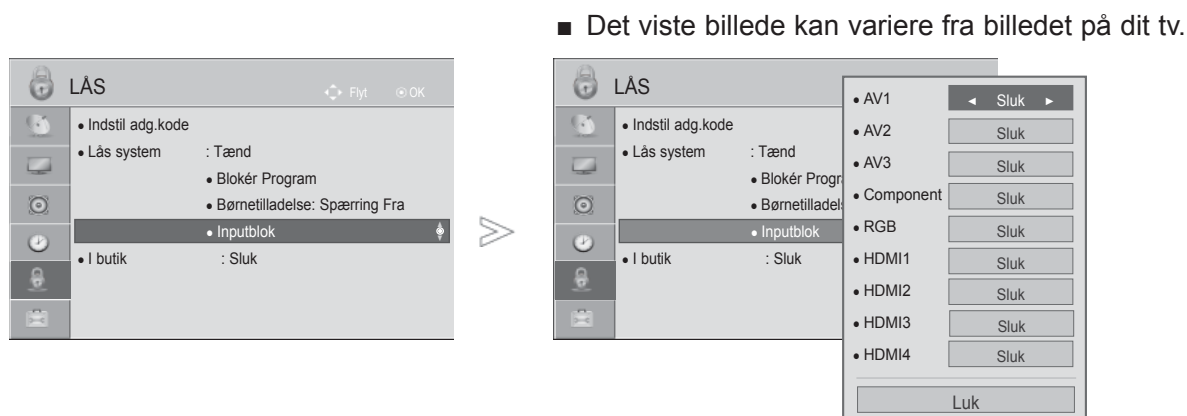 ■ Det viste billede kan variere fra billedet på dit tv.
LÅS
Flyt OK
• Indstil adg.kode
• Lås system : Tænd
• Blokér Program
• Børnetilladelse: Spærring Fra
• Inputblok
• I butik : Sluk
LÅS
• Indstil adg.kode
• Lås system : Tænd
• Blokér Progr
• Børnetilladel
• Inputblok
• I butik : Sluk
• AV1 ◄ Sluk ►
• AV2 Sluk
• AV3 Sluk
• Component Sluk
• RGB Sluk
• HDMI1 Sluk
• HDMI2 Sluk
• HDMI3 Sluk
• HDMI4 Sluk
Luk